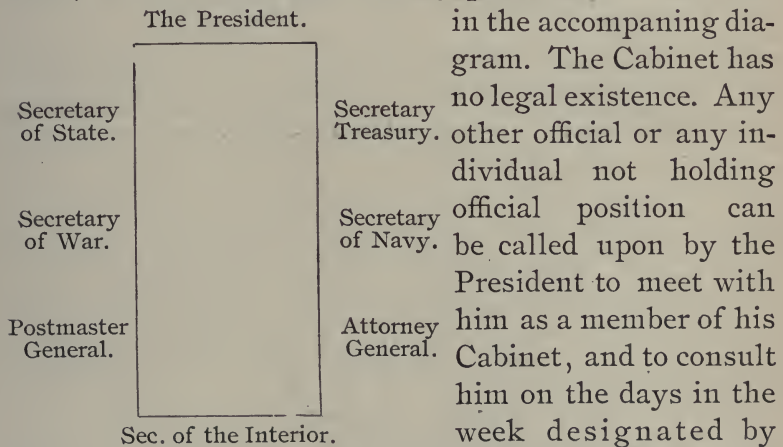 The President.
Secretary
of State.
Secretary
Treasury.
Secretary
of War.
Secretary
of Navy.
Postmaster
General.
Attorney
General.
Sec. of the Interior.
in the accompaning dia-
gram. The Cabinet has
no legal existence. Any
other official or any in-
dividual not holding
official position can
be called upon by the
President to meet with
him as a member of his
Cabinet, and to consult
him on the days in the
week designated by